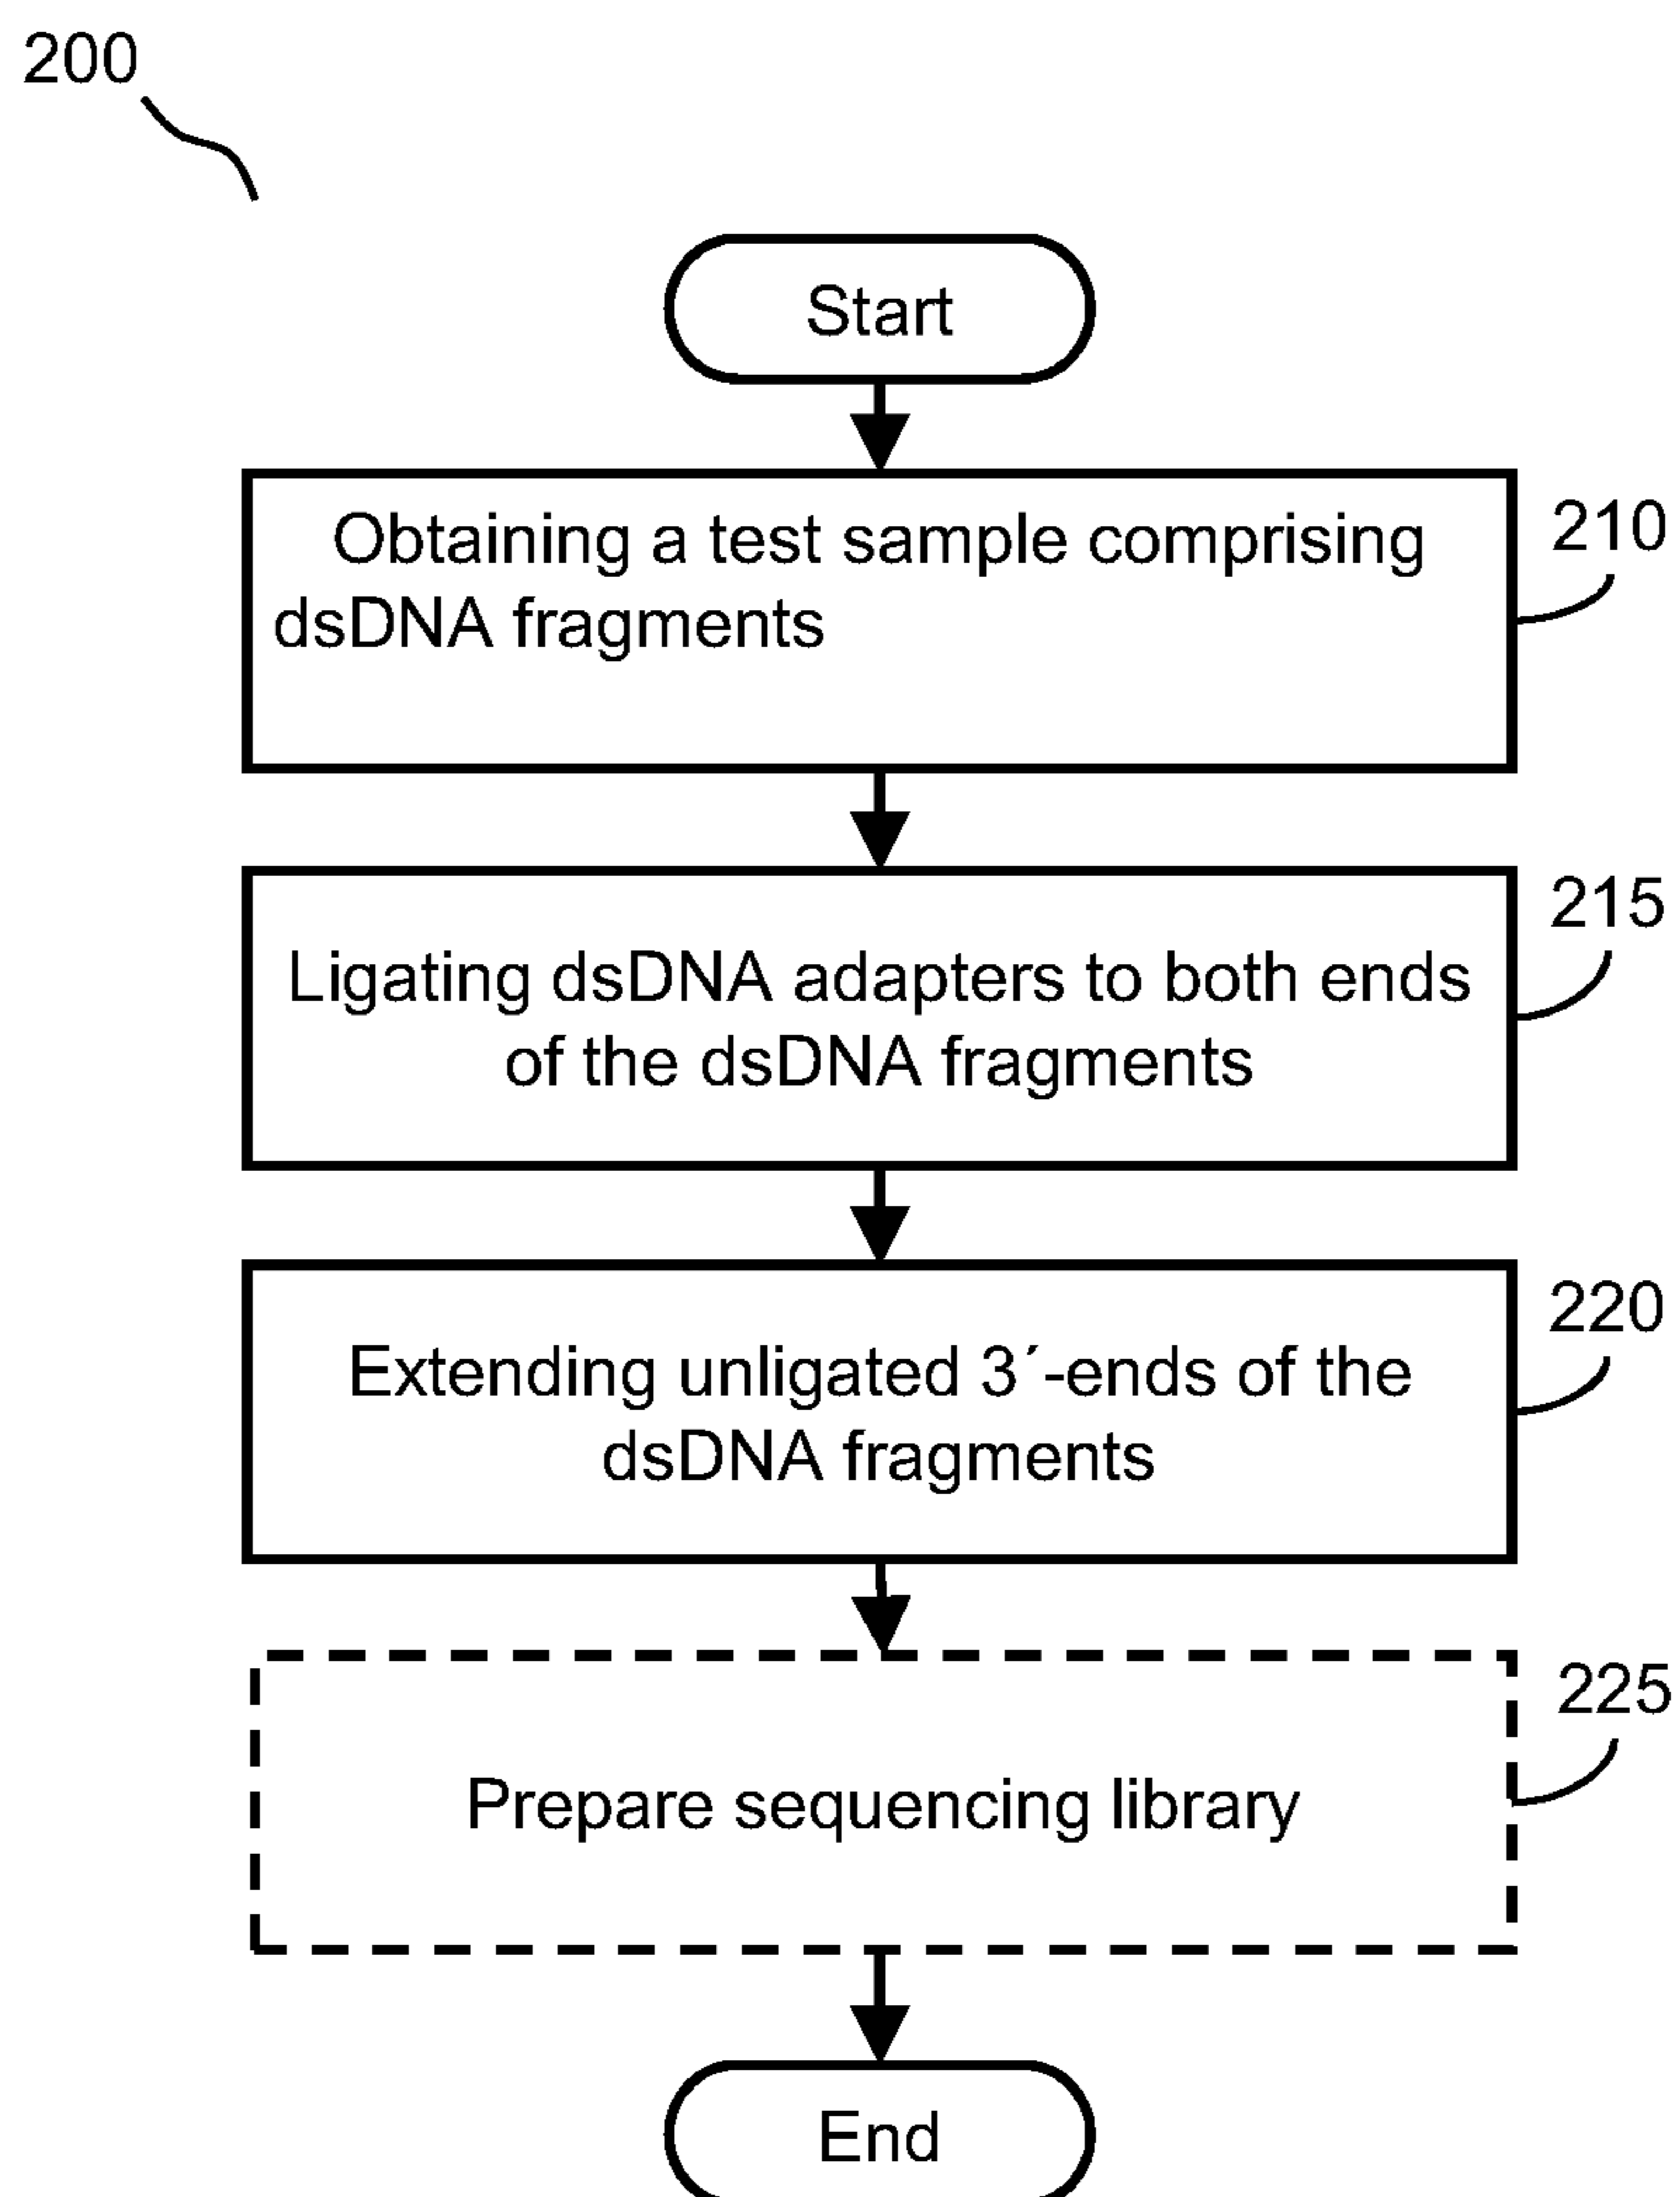 200
Start
Obtaining a test sample comprising
dsDNA fragments
210
Ligating dsDNA adapters to both ends
of the dsDNA fragments
215
Extending unligated 3´-ends of the
dsDNA fragments
220
Prepare sequencing library
225
End